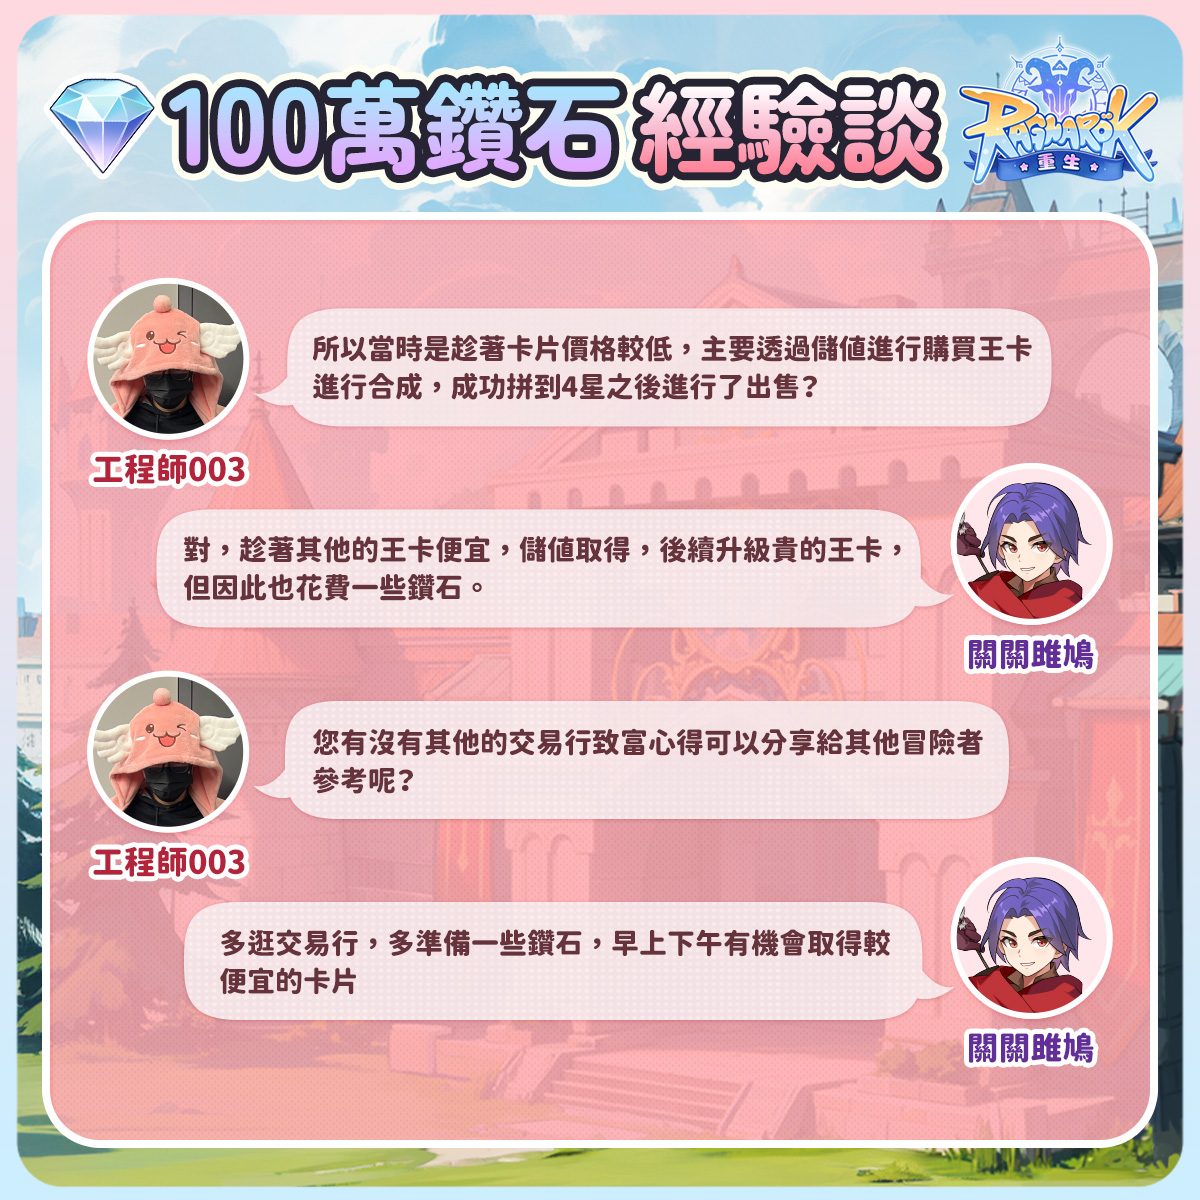 100萬鑽石 經驗談
RAGNARÖK
重生
所以當時是趁著卡片價格較低，主要透過儲值進行購買王卡
進行合成，成功拼到4星之後進行了出售？
工程師003
對，趁著其他的王卡便宜，儲值取得，後續升級貴的王卡，
但因此也花費一些鑽石。
關關雎鳩
您有沒有其他的交易行致富心得可以分享給其他冒險者
參考呢？
工程師003
多逛交易行，多準備一些鑽石，早上下午有機會取得較
便宜的卡片
關關雎鳩